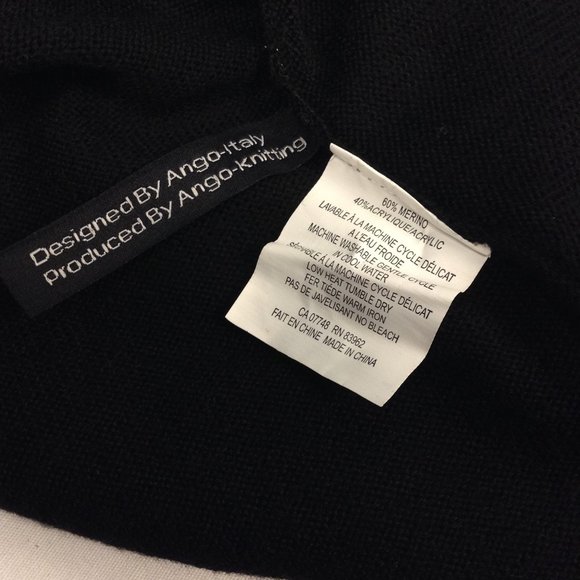 Designed By Ango-Italy
Produced By Ango-Knitting
60% MERINO
40%ACRYLIQUE/ACRYLIC
LAVABLE À LA MACHINE CYCLE DÉLICAT
A L'EAU FROIDE
MACHINE WASHABLE GENTLE CYCLE
COOL WATER
À LA MACHINE CYCLE DÉLICAT
LOW HEAT TUMBLE DRY
FER TIÈDE WARM IRON
PAS DE JAVELISANT NO BLEACH
CA 07748 RN 83962
FAIT EN CHINE MADE IN CHINA